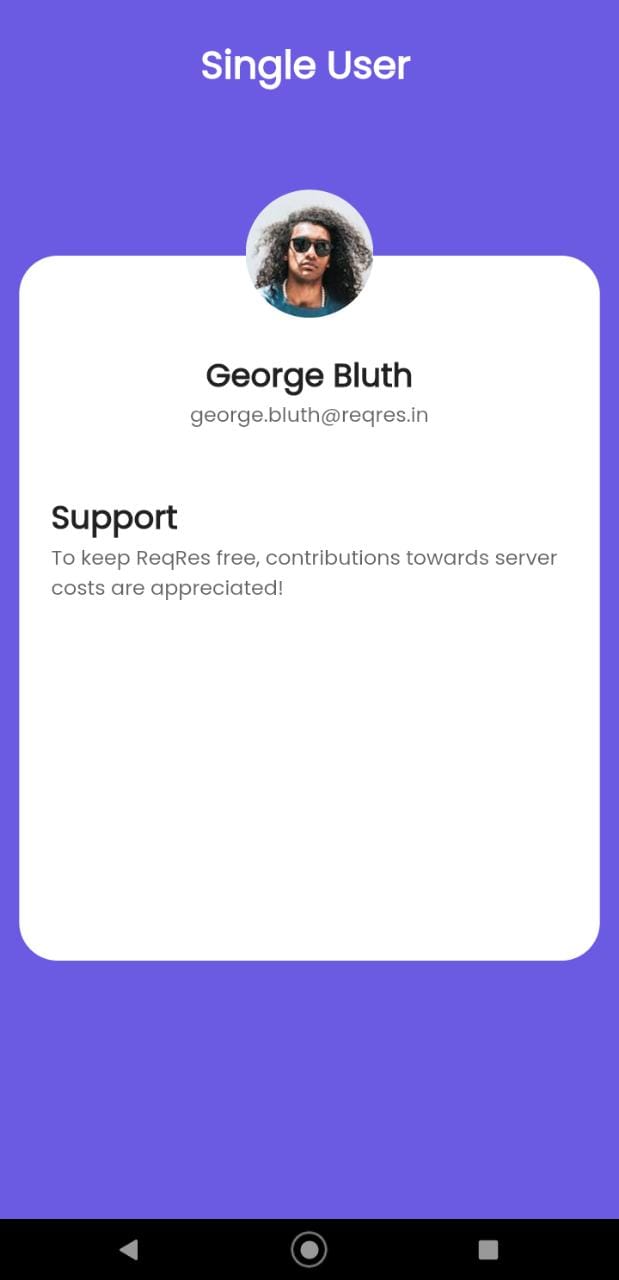 Single User
George Bluth
george.bluth@reqres.in
Support
To keep ReqRes free, contributions towards server
costs are appreciated!